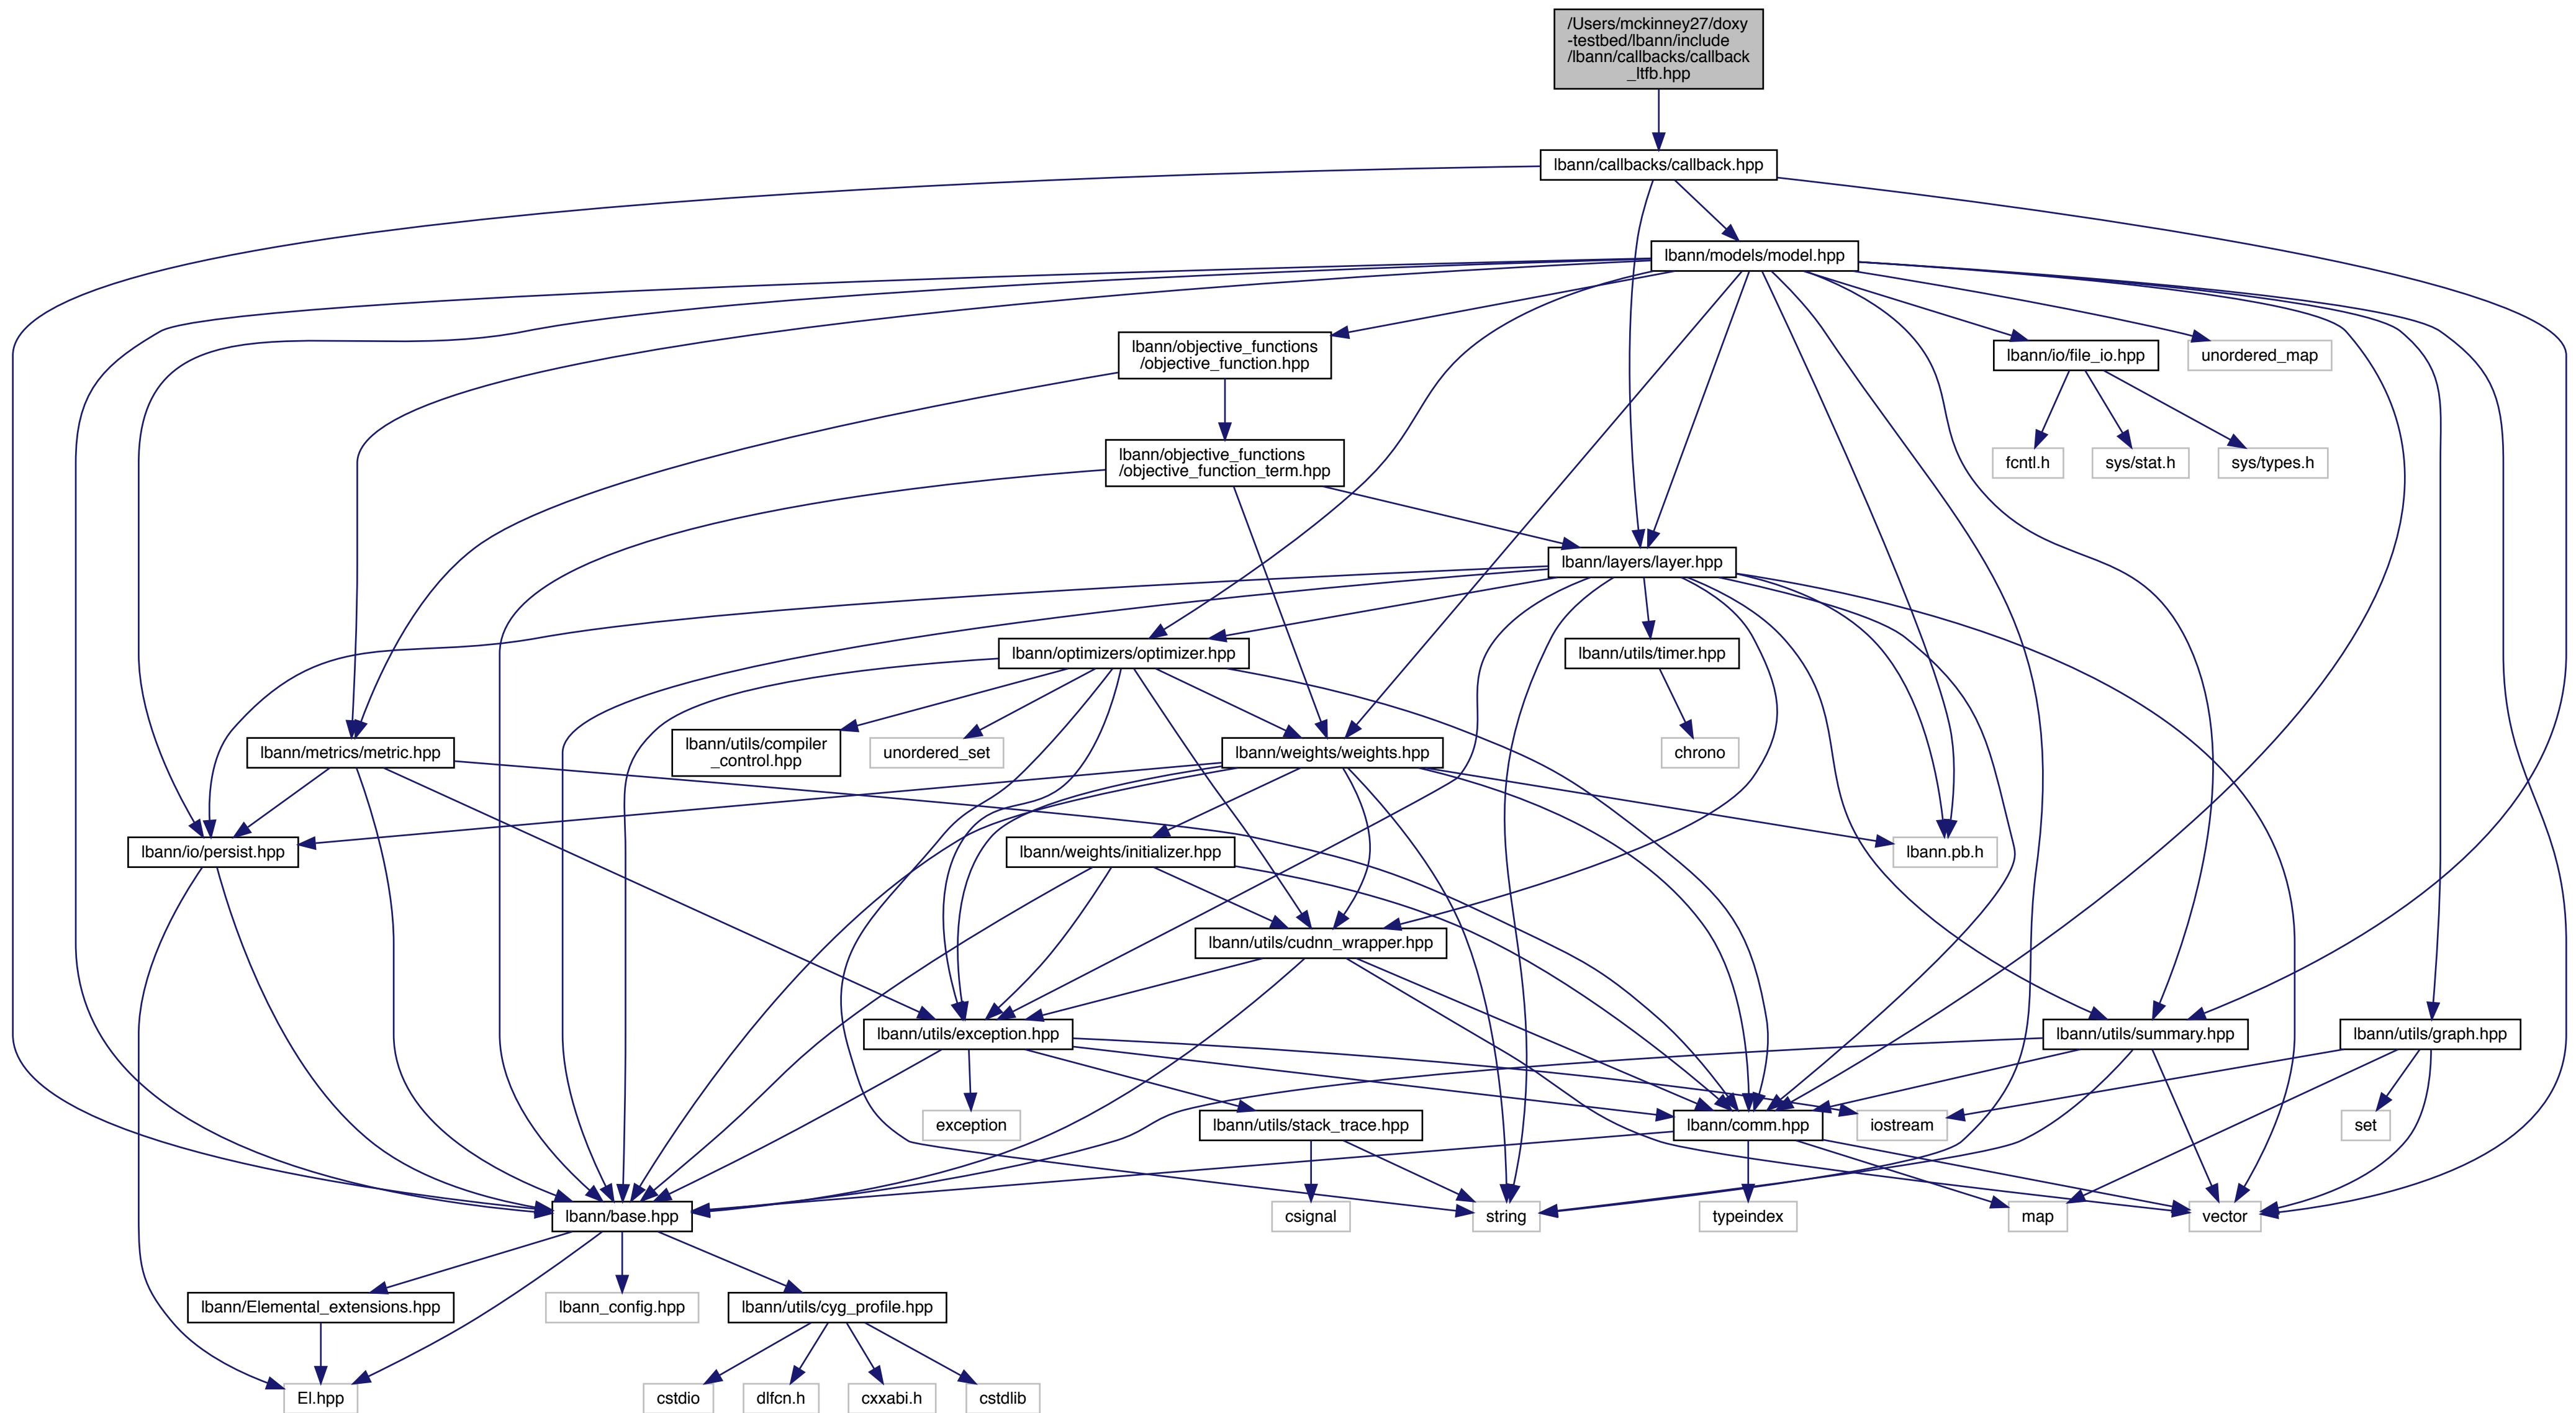 /Users/mckinney27/doxy
-testbed/lbann/include
/lbann/callbacks/callback
_ltfb.hpp
lbann/callbacks/callback.hpp
lbann/models/model.hpp
lbann/objective_functions
/objective_function.hpp
lbann/io/file_io.hpp
unordered_map
lbann/objective_functions
/objective_function_term.hpp
fcntl.h
sys/stat.h
sys/types.h
lbann/layers/layer.hpp
lbann/optimizers/optimizer.hpp
lbann/utils/timer.hpp
lbann/metrics/metric.hpp
lbann/utils/compiler
_control.hpp
unordered_set
lbann/weights/weights.hpp
chrono
lbann/io/persist.hpp
lbann/weights/initializer.hpp
lbann.pb.h
lbann/utils/cudnn_wrapper.hpp
lbann/utils/exception.hpp
lbann/utils/summary.hpp
lbann/utils/graph.hpp
exception
lbann/utils/stack_trace.hpp
lbann/comm.hpp
iostream
set
lbann/base.hpp
csignal
string
typeindex
map
vector
lbann/Elemental_extensions.hpp
lbann_config.hpp
lbann/utils/cyg_profile.hpp
El.hpp
cstdio
dlfcn.h
cxxabi.h
cstdlib